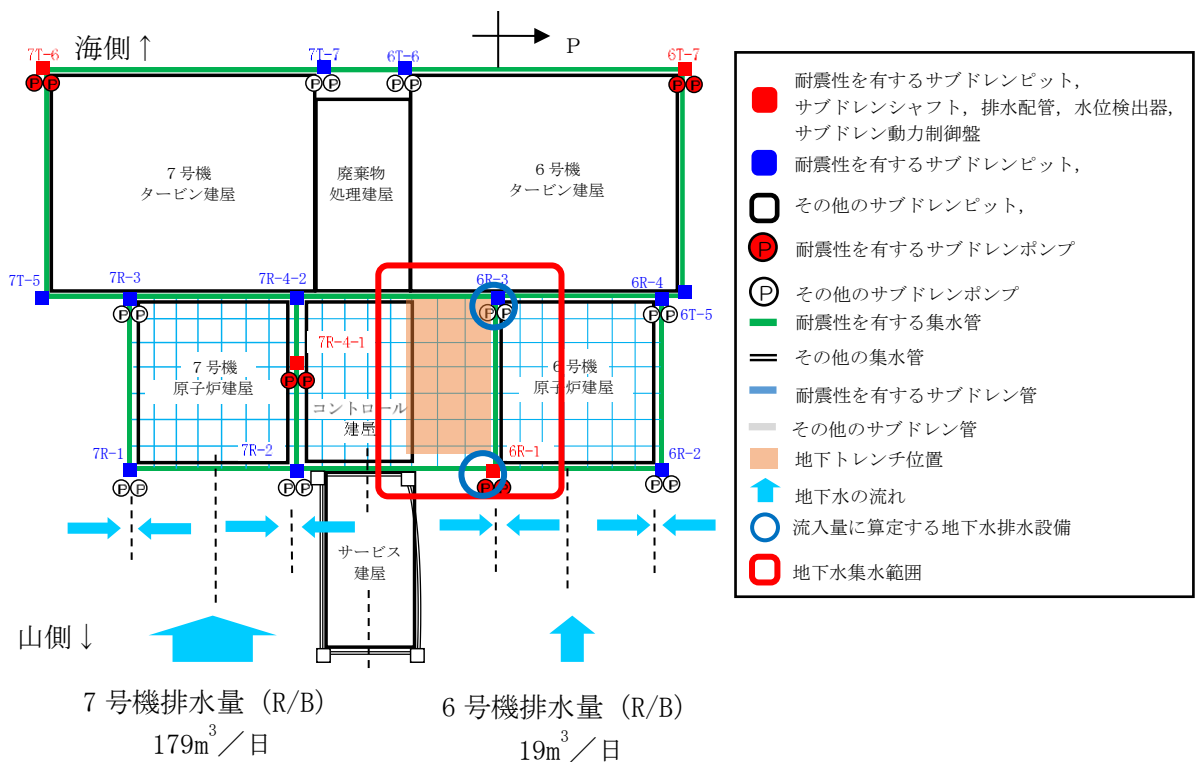 海側↑
P
7T-6
7T-7
6T-6
6T-7
P P
P P
P P
P P
7号機
タービン建屋
廃棄物
処理建屋
6号機
タービン建屋
7T-5
7R-3
7R-4-2
6R-3
6R-4
6T-5
P P
P P
P P
7R-4-1
P P
7号機
原子炉建屋
コントロール
建屋
6号機
原子炉建屋
7R-1
7R-2
6R-1
6R-2
P P
P P
P P
P P
サービス
建屋
山側↓
7号機排水量（R/B）
179m³／日
6号機排水量（R/B）
19m³／日
耐震性を有するサブドレンピット，
サブドレンシャフト，排水配管，水位検出器，
サブドレン動力制御盤
耐震性を有するサブドレンピット，
その他のサブドレンピット，
P 耐震性を有するサブドレンポンプ
P その他のサブドレンポンプ
耐震性を有する集水管
その他の集水管
耐震性を有するサブドレン管
その他のサブドレン管
地下トレンチ位置
地下水の流れ
流入量に算定する地下水排水設備
地下水集水範囲